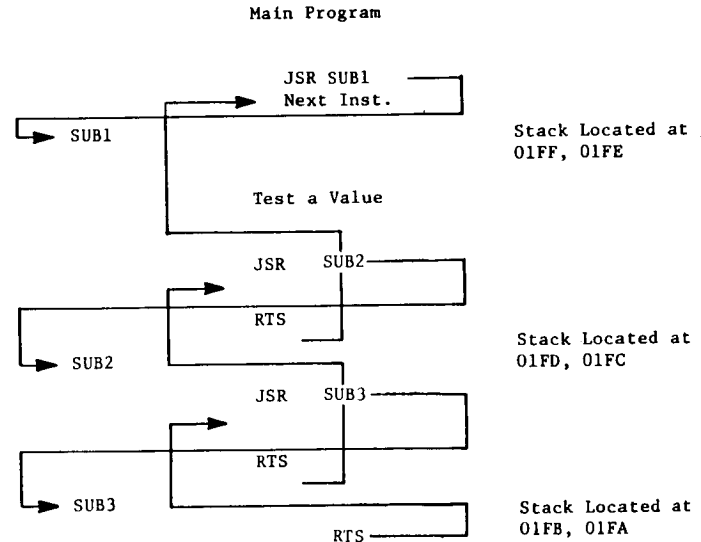 Main Program
JSR SUB1
Next Inst.
SUB1
Stack Located at
01FF, 01FE
Test a Value
JSR SUB2
RTS
SUB2
Stack Located at
01FD, 01FC
JSR SUB3
RTS
SUB3
Stack Located at
01FB, 01FA
RTS